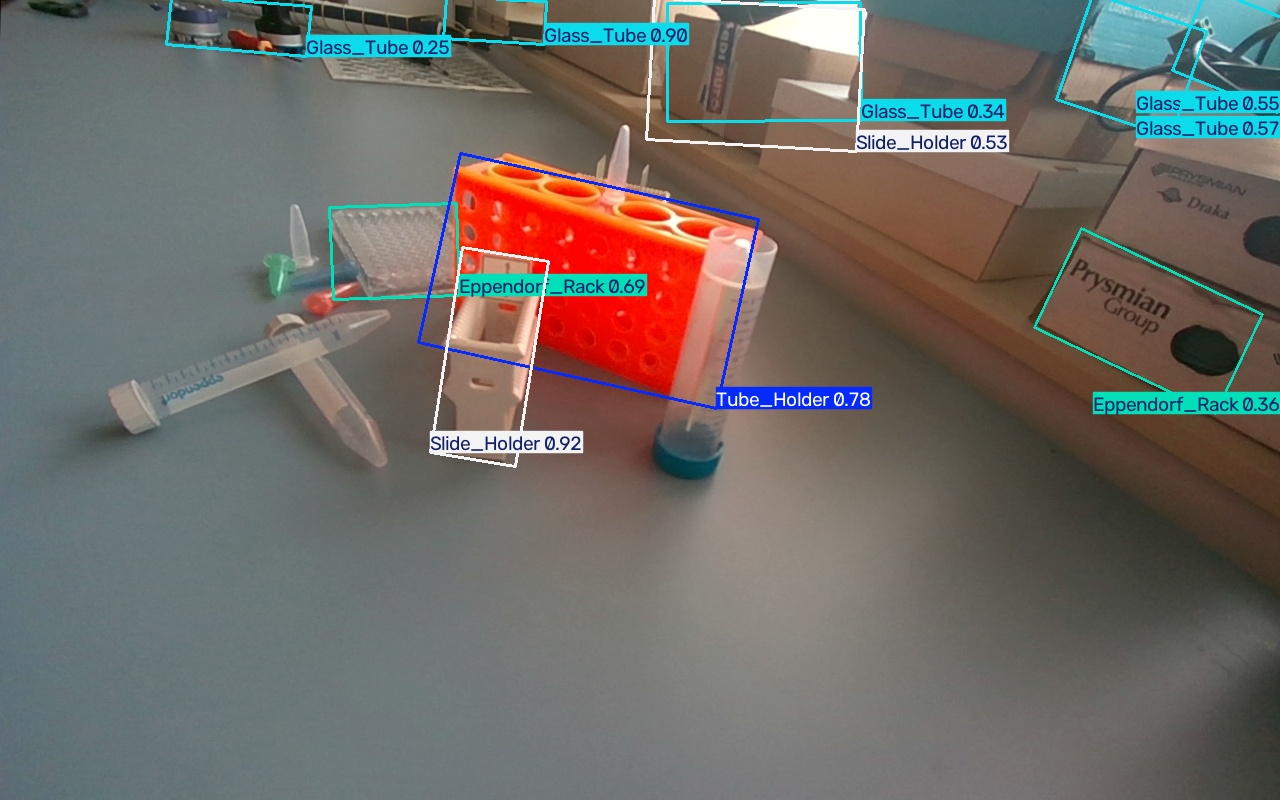 Glass_Tube 0.25
Glass_Tube 0.90
Glass_Tube 0.34
Slide_Holder 0.53
Glass_Tube 0.55
Glass_Tube 0.57
PRYSMIAN
Draka
Prysmian
Group
Eppendorf_Rack 0.69
Tube_Holder 0.78
Eppendorf_Rack 0.36
Slide_Holder 0.92
eppendorf